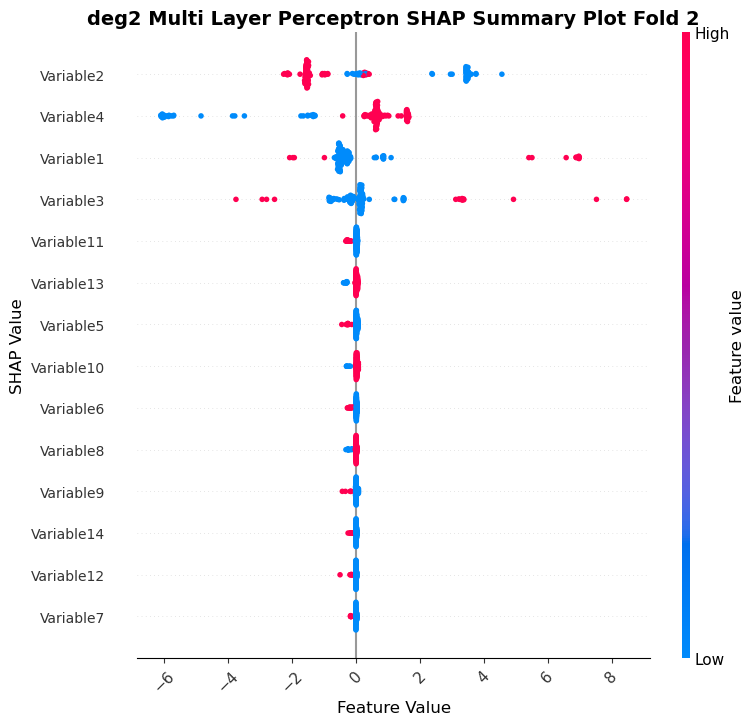 deg2 Multi Layer Perceptron SHAP Summary Plot Fold 2
High
Variable2
Variable4
Variable1
Variable3
Variable11
Variable13
Variable5
Variable10
Variable6
Variable8
Variable9
Variable14
Variable12
Variable7
SHAP Value
Feature value
Low
−6 −4 −2 0 2 4 6 8
Feature Value